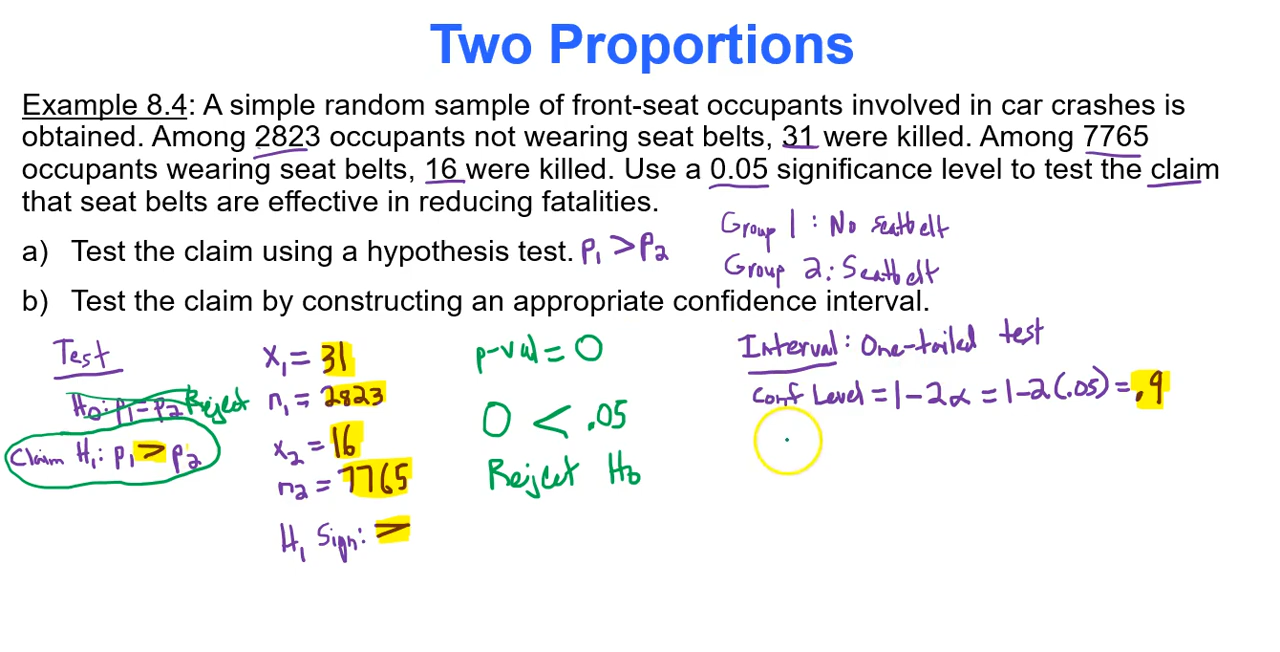 Two Proportions
Example 8.4: A simple random sample of front-seat occupants involved in car crashes is
obtained. Among 2823 occupants not wearing seat belts, 31 were killed. Among 7765
occupants wearing seat belts, 16 were killed. Use a 0.05 significance level to test the claim
that seat belts are effective in reducing fatalities.
Group 1: No seatbelt
a) Test the claim using a hypothesis test. P₁ > P₂
Group 2: Seatbelt
b) Test the claim by constructing an appropriate confidence interval.
Test
H₀: P₁ = P₂ Reject
Claim H₁: P₁ > P₂
x₁ = 31
n₁ = 2823
x₂ = 16
n₂ = 7765
H₁ Sign: >
p-val = 0
0 < .05
Reject H₀
Interval: One-tailed test
Conf Level = 1-2α = 1-2(.05) = .9